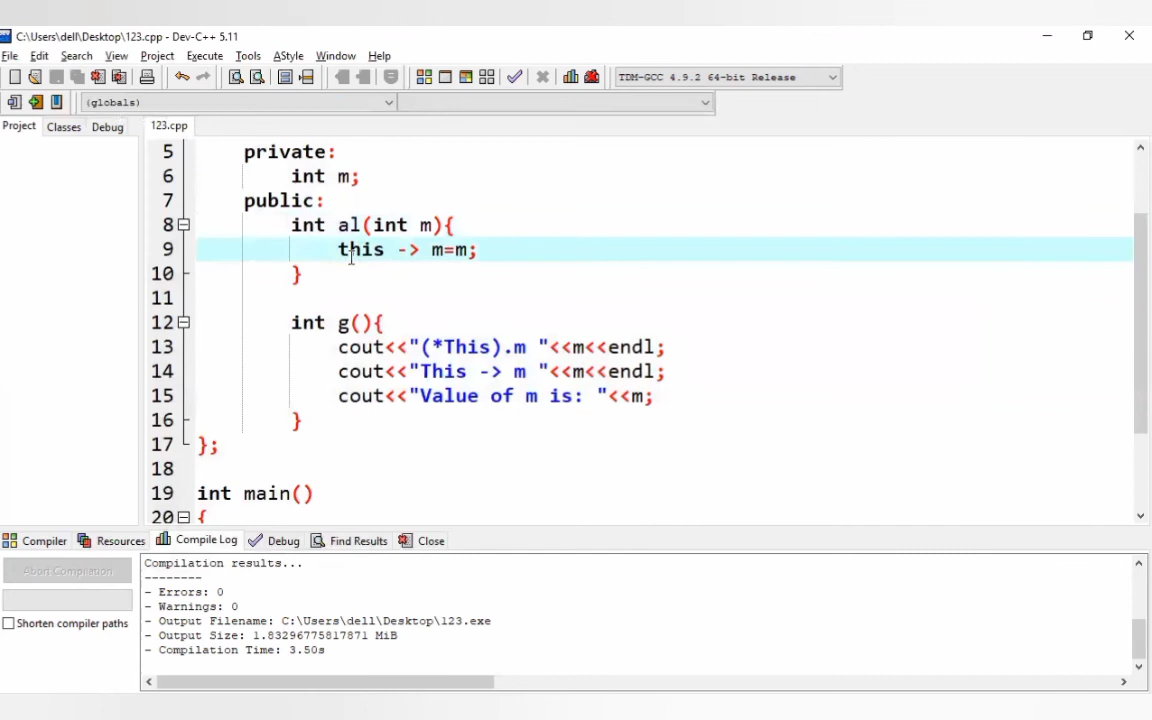 C:\Users\dell\Desktop\123.cpp - Dev-C++ 5.11
File Edit Search View Project Execute Tools AStyle Window Help
TDM-GCC 4.9.2 64-bit Release
(globals)
Project Classes Debug 123.cpp
5 private:
6 int m;
7 public:
8 int al(int m){
9 this -> m=m;
10 }
11
12 int g(){
13 cout<<"(*This).m "<<m<<endl;
14 cout<<"This -> m "<<m<<endl;
15 cout<<"Value of m is: "<<m;
16 }
17 };
18
19 int main()
20 {
Compiler Resources Compile Log Debug Find Results Close
Abort Compilation
Shorten compiler paths
Compilation results...
--------
- Errors: 0
- Warnings: 0
- Output Filename: C:\Users\dell\Desktop\123.exe
- Output Size: 1.83296775817871 MiB
- Compilation Time: 3.50s